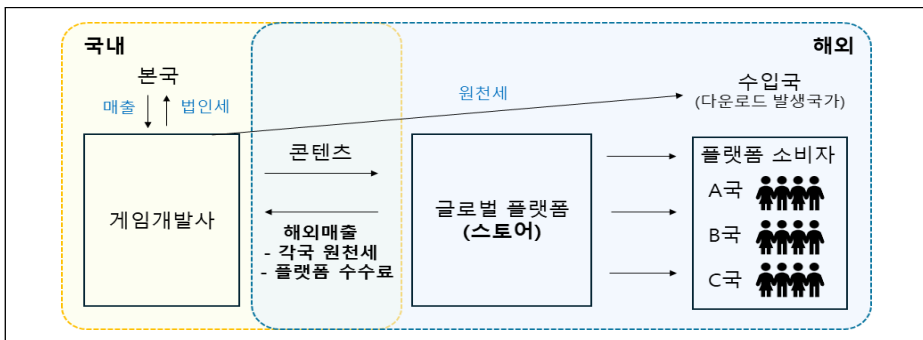 국내
해외
본국
매출
법인세
원천세
수입국
(다운로드 발생국가)
게임개발사
콘텐츠
해외매출
- 각국 원천세
- 플랫폼 수수료
글로벌 플랫폼
(스토어)
플랫폼 소비자
A국
B국
C국